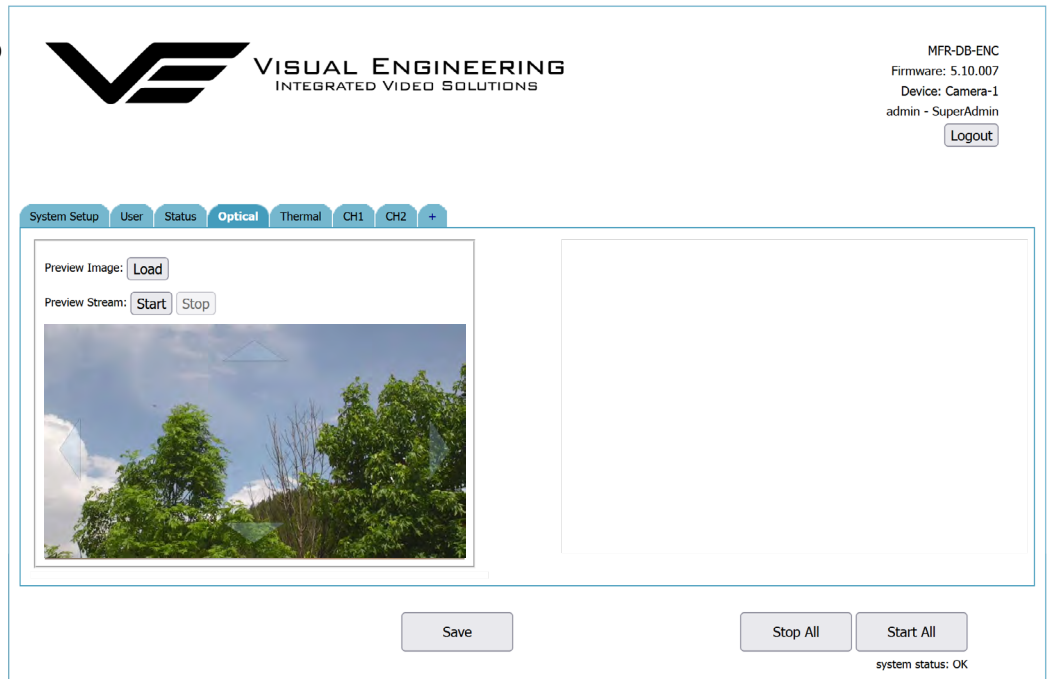 VISUAL ENGINEERING
INTEGRATED VIDEO SOLUTIONS
MFR-DB-ENC
Firmware: 5.10.007
Device: Camera-1
admin - SuperAdmin
Logout
System Setup User Status Optical Thermal CH1 CH2 +
Preview Image: Load
Preview Stream: Start Stop
Save Stop All Start All
system status: OK